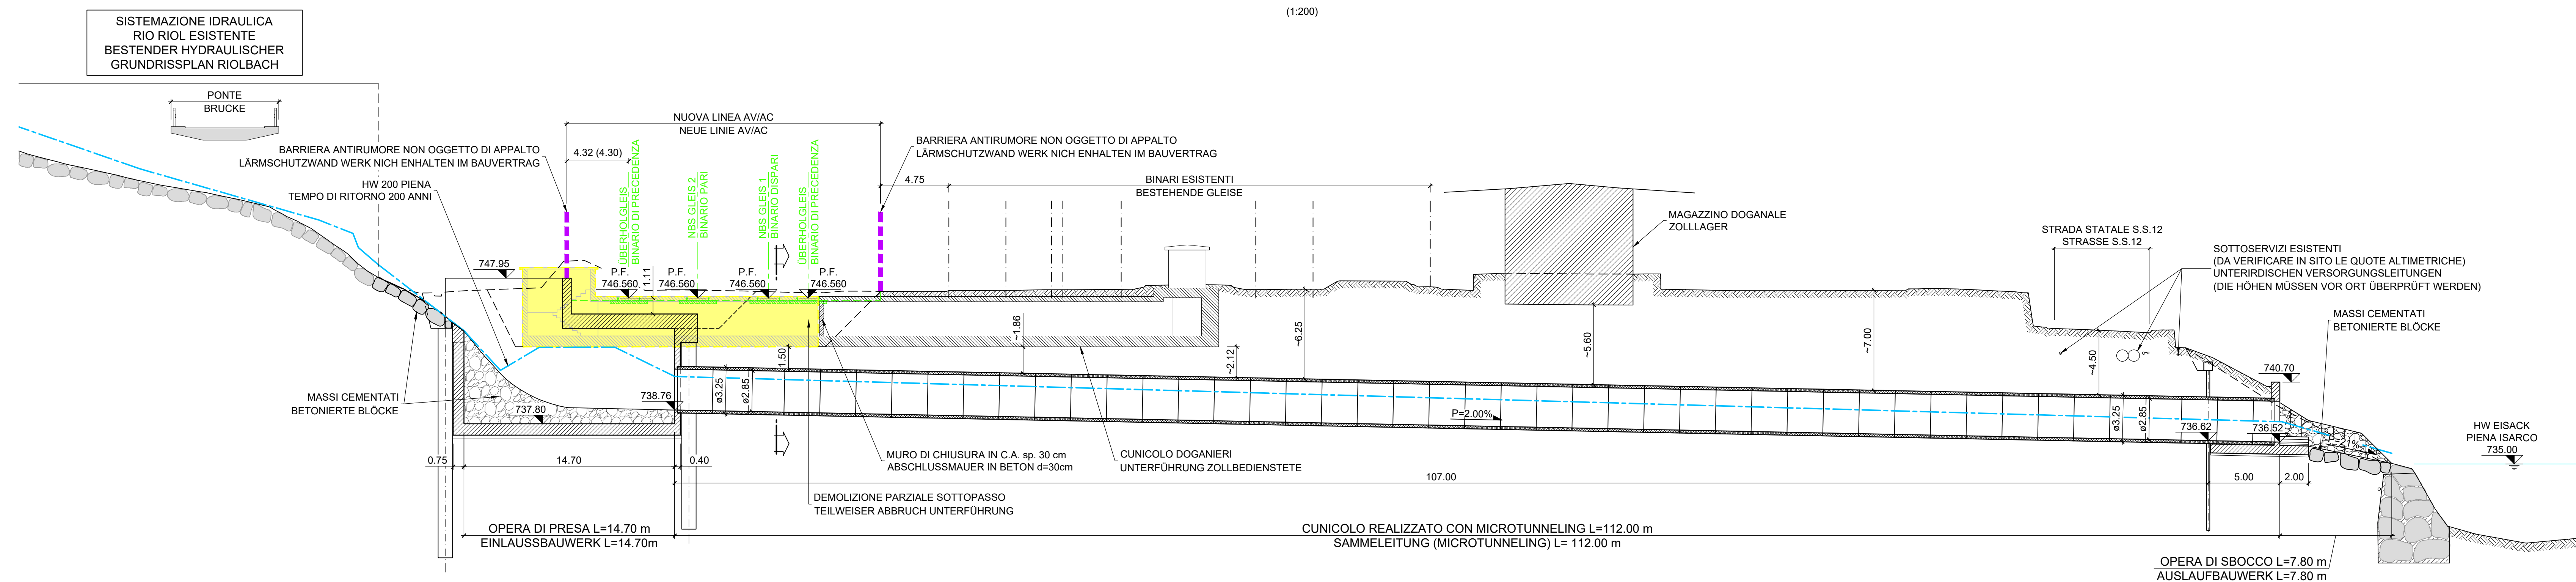 (1:200)
SISTEMAZIONE IDRAULICA
RIO RIOL ESISTENTE
BESTENDER HYDRAULISCHER
GRUNDRISSPLAN RIOLBACH
PONTE
BRUCKE
BARRIERA ANTIRUMORE NON OGGETTO DI APPALTO
LÄRMSCHUTZWAND WERK NICH ENHALTEN IM BAUVERTRAG
HW 200 PIENA
TEMPO DI RITORNO 200 ANNI
NUOVA LINEA AV/AC
NEUE LINIE AV/AC
4.32 (4.30)
ÜBERHOLGLEIS
BINARIO DI PRECEDENZA
NBS GLEIS 2
BINARIO PARI
NBS GLEIS 1
BINARIO DISPARI
ÜBERHOLGLEIS
BINARIO DI PRECEDENZA
BARRIERA ANTIRUMORE NON OGGETTO DI APPALTO
LÄRMSCHUTZWAND WERK NICH ENHALTEN IM BAUVERTRAG
4.75
BINARI ESISTENTI
BESTEHENDE GLEISE
MAGAZZINO DOGANALE
ZOLLLAGER
STRADA STATALE S.S.12
STRASSE S.S.12
SOTTOSERVIZI ESISTENTI
(DA VERIFICARE IN SITO LE QUOTE ALTIMETRICHE)
UNTERIRDISCHEN VERSORGUNGSLEITUNGEN
(DIE HÖHEN MÜSSEN VOR ORT ÜBERPRÜFT WERDEN)
MASSI CEMENTATI
BETONIERTE BLÖCKE
747.95
P.F.
746.560
1.11
P.F.
746.560
P.F.
746.560
P.F.
746.560
1.50
~1.86
~2.12
~6.25
~5.60
~7.00
~4.50
740.70
MASSI CEMENTATI
BETONIERTE BLÖCKE
737.80
738.76
ø3.25
ø2.85
P=2.00%
ø3.25
ø2.85
736.62
736.52
P=21%
HW EISACK
PIENA ISARCO
735.00
0.75
14.70
0.40
MURO DI CHIUSURA IN C.A. sp. 30 cm
ABSCHLUSSMAUER IN BETON d=30cm
CUNICOLO DOGANIERI
UNTERFÜHRUNG ZOLLBEDIENSTETE
107.00
5.00
2.00
DEMOLIZIONE PARZIALE SOTTOPASSO
TEILWEISER ABBRUCH UNTERFÜHRUNG
OPERA DI PRESA L=14.70 m
EINLAUSSBAUWERK L=14.70m
CUNICOLO REALIZZATO CON MICROTUNNELING L=112.00 m
SAMMELEITUNG (MICROTUNNELING) L= 112.00 m
OPERA DI SBOCCO L=7.80 m
AUSLAUFBAUWERK L=7.80 m